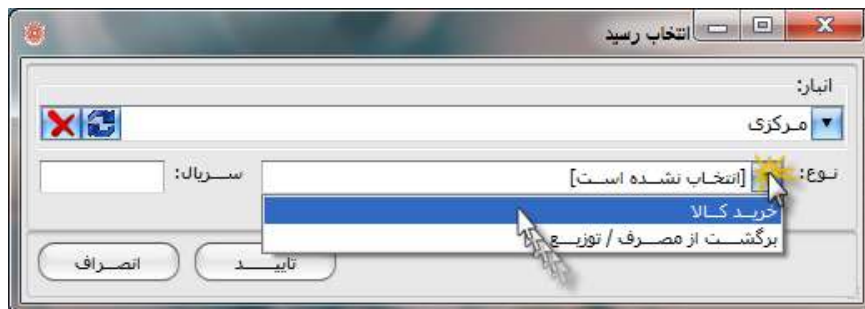 انتخاب رسید
انبار:
مرکزی
نوع: [انتخاب نشده است] سریال:
خرید کالا
برگشت از مصرف / توزیع
تایید انصراف